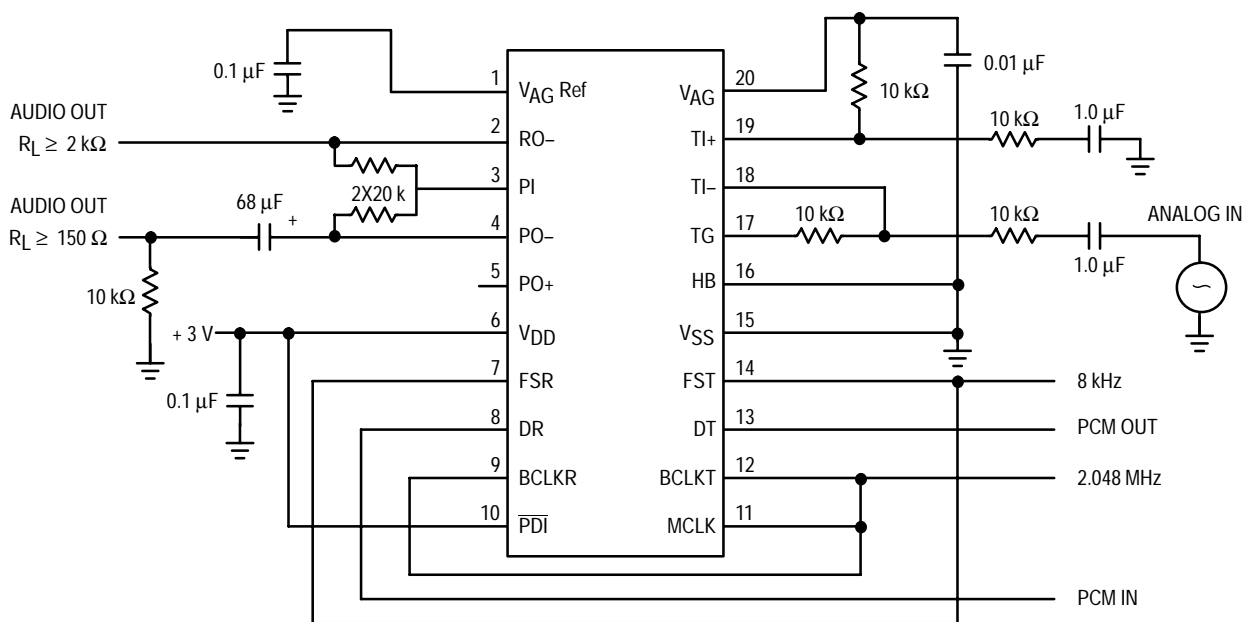 0.1 μF
AUDIO OUT
RL ≥ 2 kΩ
AUDIO OUT
RL ≥ 150 Ω
68 μF
+
2X20 k
10 kΩ
+ 3 V
0.1 μF
1
VAG Ref
2
RO–
3
PI
4
PO–
5
PO+
6
VDD
7
FSR
8
DR
9
BCLKR
10
PDI
VAG
20
TI+
19
TI–
18
TG
17
HB
16
VSS
15
FST
14
DT
13
BCLKT
12
MCLK
11
10 kΩ
0.01 μF
10 kΩ
1.0 μF
10 kΩ
10 kΩ
1.0 μF
ANALOG IN
8 kHz
PCM OUT
2.048 MHz
PCM IN